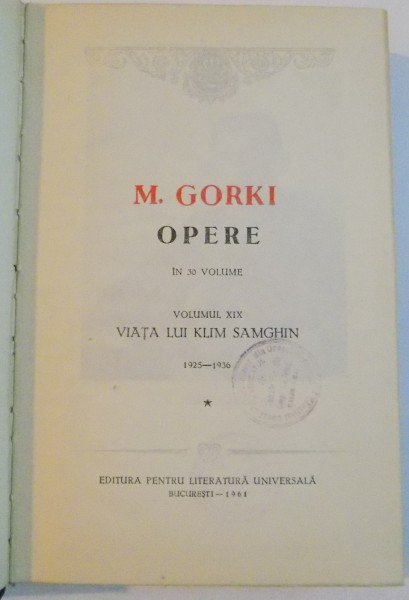 M. GORKI
OPERE
ÎN 30 VOLUME
VOLUMUL XIX
VIAȚA LUI KLIM SAMGHIN
1925—1936
*
EDITURA PENTRU LITERATURĂ UNIVERSALĂ
BUCUREȘTI — 1961